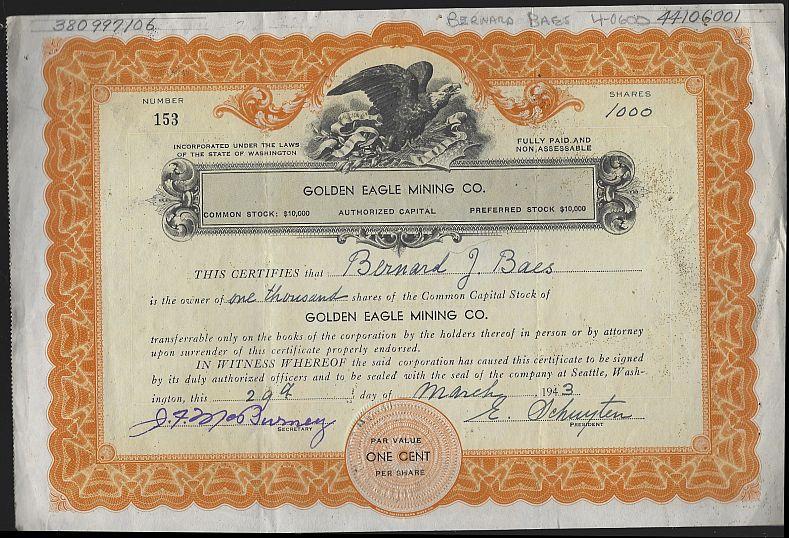 380997106 BERNARD BAES 4-0600 44106001
NUMBER
153
SHARES
1000
INCORPORATED UNDER THE LAWS
OF THE STATE OF WASHINGTON
FULLY PAID AND
NON-ASSESSABLE
GOLDEN EAGLE MINING CO.
COMMON STOCK: $10,000 AUTHORIZED CAPITAL PREFERRED STOCK $10,000
THIS CERTIFIES that Bernard J. Baes
is the owner of one thousand shares of the Common Capital Stock of
GOLDEN EAGLE MINING CO.
transferrable only on the books of the corporation by the holders thereof in person or by attorney
upon surrender of this certificate properly endorsed.
IN WITNESS WHEREOF the said corporation has caused this certificate to be signed
by its duly authorized officers and to be sealed with the seal of the company at Seattle, Wash-
ington, this 29 day of March, 1943
E. Schuyten
SECRETARY
PRESIDENT
PAR VALUE
ONE CENT
PER SHARE